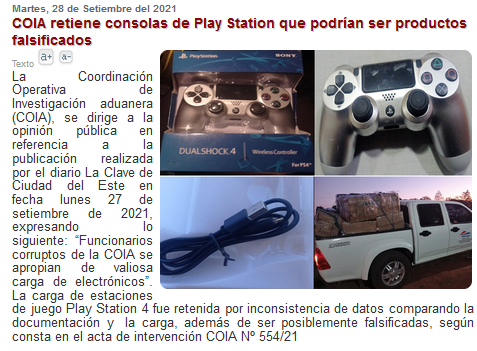 Martes, 28 de Setiembre del 2021
COIA retiene consolas de Play Station que podrían ser productos
falsificados
Texto a+ a-
La Coordinación
Operativa de
Investigación aduanera
(COIA), se dirige a la
opinión pública en
referencia a la
publicación realizada
por el diario La Clave de
Ciudad del Este en
fecha lunes 27 de
setiembre de 2021,
expresando lo
siguiente: “Funcionarios
corruptos de la COIA se
apropian de valiosa
carga de electrónicos”.
La carga de estaciones
de juego Play Station 4 fue retenida por inconsistencia de datos comparando la
documentación y la carga, además de ser posiblemente falsificadas, según
consta en el acta de intervención COIA Nº 554/21
PlayStation
SONY
DUALSHOCK 4
Wireless Controller
For PS4